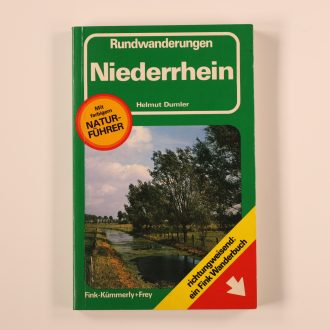 Rundwanderungen
Niederrhein
Helmut Dumler
Mit
farbigem
NATUR-
FÜHRER
richtungweisend:
ein Fink Wanderbuch
Fink-Kümmerly+Frey